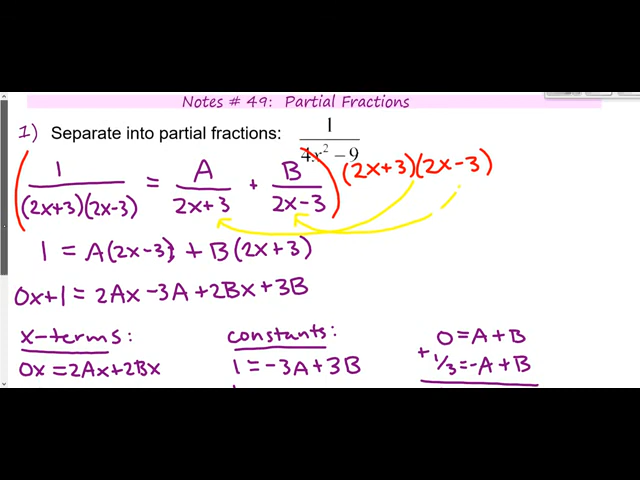 Notes # 49: Partial Fractions
1) Separate into partial fractions: 1/(4x² − 9)
( 1/((2x+3)(2x-3)) = A/(2x+3) + B/(2x-3) ) (2x+3)(2x-3)
1 = A(2x-3) + B(2x+3)
0x+1 = 2Ax -3A +2Bx +3B
x-terms:
0x = 2Ax+2Bx
constants:
1 = -3A + 3B
0 = A + B
+ 1/3 = -A + B